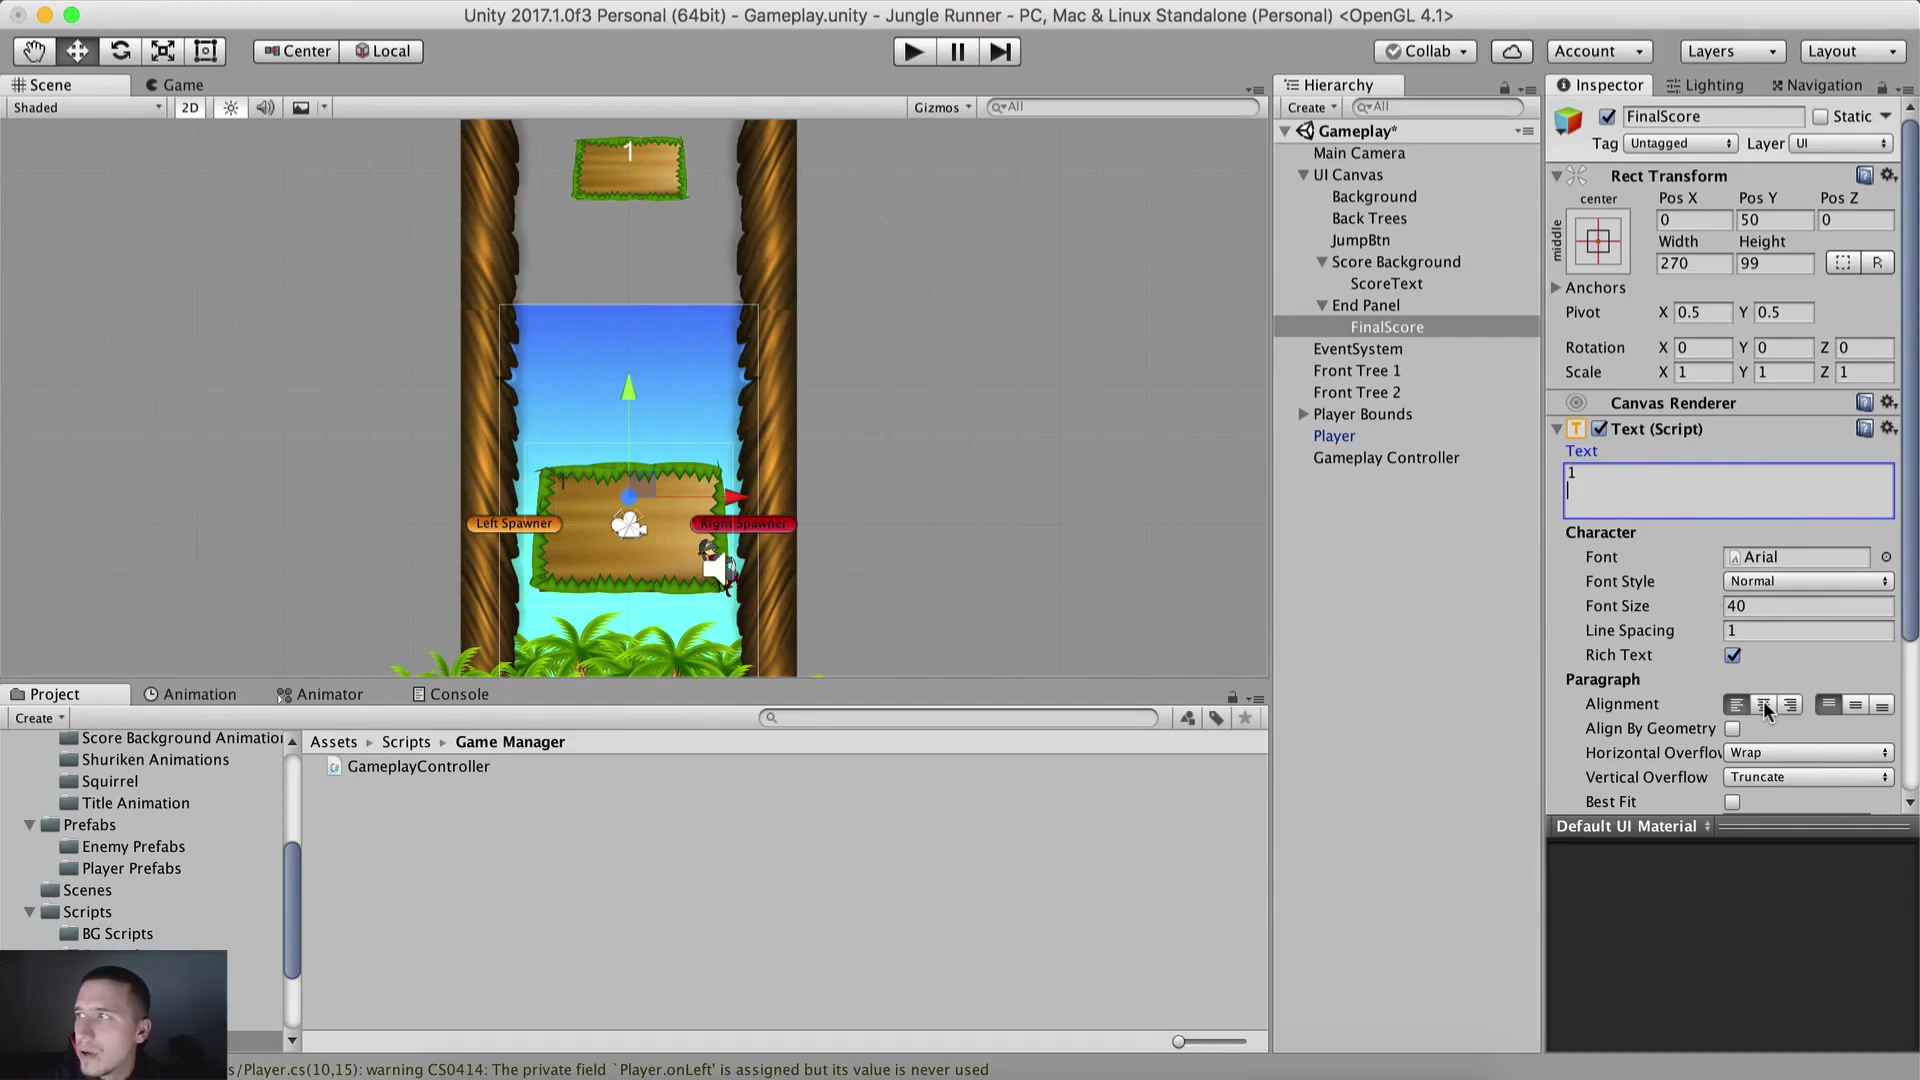 Unity 2017.1.0f3 Personal (64bit) - Gameplay.unity - Jungle Runner - PC, Mac & Linux Standalone (Personal) <OpenGL 4.1>
Center
Local
Collab
Account
Layers
Layout
Scene
Game
Shaded
2D
Gizmos
All
1
Left Spawner
Right Spawner
Hierarchy
Create
All
Gameplay*
Main Camera
UI Canvas
Background
Back Trees
JumpBtn
Score Background
ScoreText
End Panel
FinalScore
EventSystem
Front Tree 1
Front Tree 2
Player Bounds
Player
Gameplay Controller
Inspector
Lighting
Navigation
FinalScore
Static
Tag Untagged Layer UI
Rect Transform
center
middle
Pos X Pos Y Pos Z
0 50 0
Width Height
270 99
R
Anchors
Pivot X 0.5 Y 0.5
Rotation X 0 Y 0 Z 0
Scale X 1 Y 1 Z 1
Canvas Renderer
Text (Script)
Text
1
Character
Font Arial
Font Style Normal
Font Size 40
Line Spacing 1
Rich Text
Paragraph
Alignment
Align By Geometry
Horizontal Overflow Wrap
Vertical Overflow Truncate
Best Fit
Default UI Material
Project
Animation
Animator
Console
Create
Score Background Animation
Shuriken Animations
Squirrel
Title Animation
Prefabs
Enemy Prefabs
Player Prefabs
Scenes
Scripts
BG Scripts
Assets Scripts Game Manager
GameplayController
s/Player.cs(10,15): warning CS0414: The private field `Player.onLeft' is assigned but its value is never used